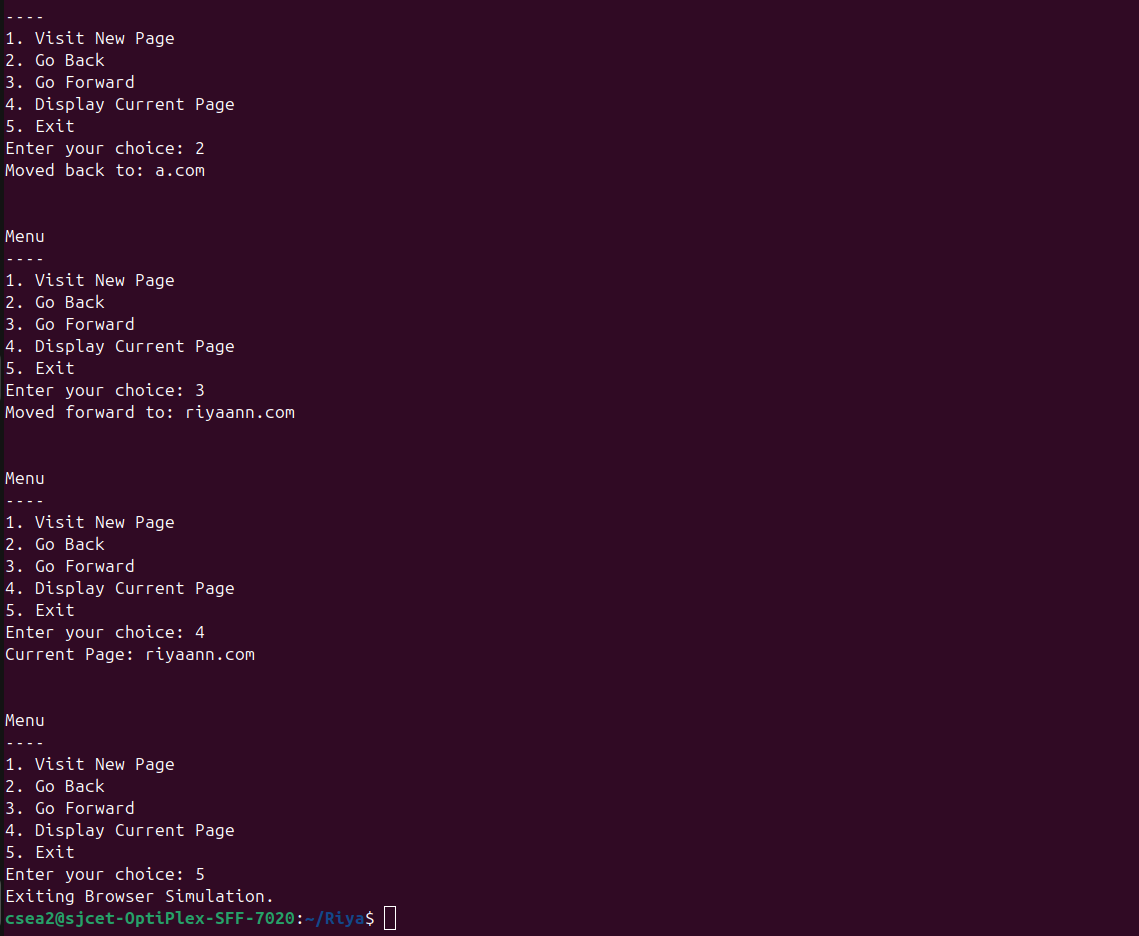 ----
1. Visit New Page
2. Go Back
3. Go Forward
4. Display Current Page
5. Exit
Enter your choice: 2
Moved back to: a.com
Menu
----
1. Visit New Page
2. Go Back
3. Go Forward
4. Display Current Page
5. Exit
Enter your choice: 3
Moved forward to: riyaann.com
Menu
----
1. Visit New Page
2. Go Back
3. Go Forward
4. Display Current Page
5. Exit
Enter your choice: 4
Current Page: riyaann.com
Menu
----
1. Visit New Page
2. Go Back
3. Go Forward
4. Display Current Page
5. Exit
Enter your choice: 5
Exiting Browser Simulation.
csea2@sjcet-OptiPlex-SFF-7020:~/Riya$